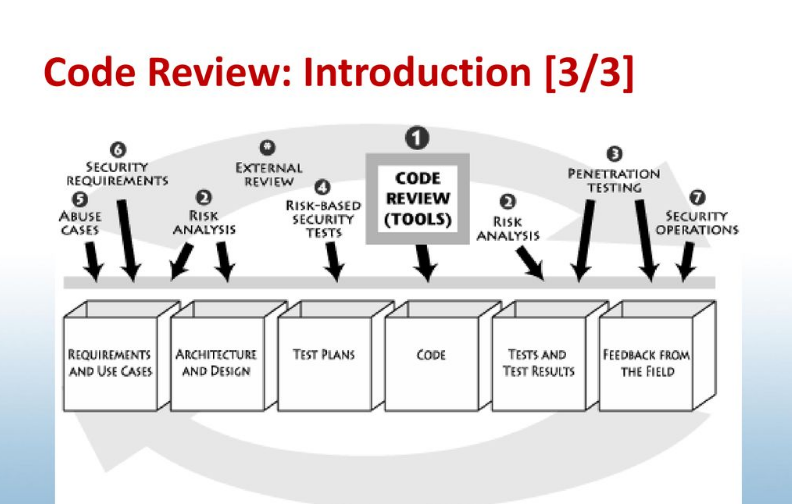 Code Review: Introduction [3/3]
6
SECURITY
REQUIREMENTS
5
ABUSE
CASES
2
RISK
ANALYSIS
*
EXTERNAL
REVIEW
4
RISK-BASED
SECURITY
TESTS
1
CODE
REVIEW
(TOOLS)
2
RISK
ANALYSIS
3
PENETRATION
TESTING
7
SECURITY
OPERATIONS
REQUIREMENTS
AND USE CASES
ARCHITECTURE
AND DESIGN
TEST PLANS
CODE
TESTS AND
TEST RESULTS
FEEDBACK FROM
THE FIELD